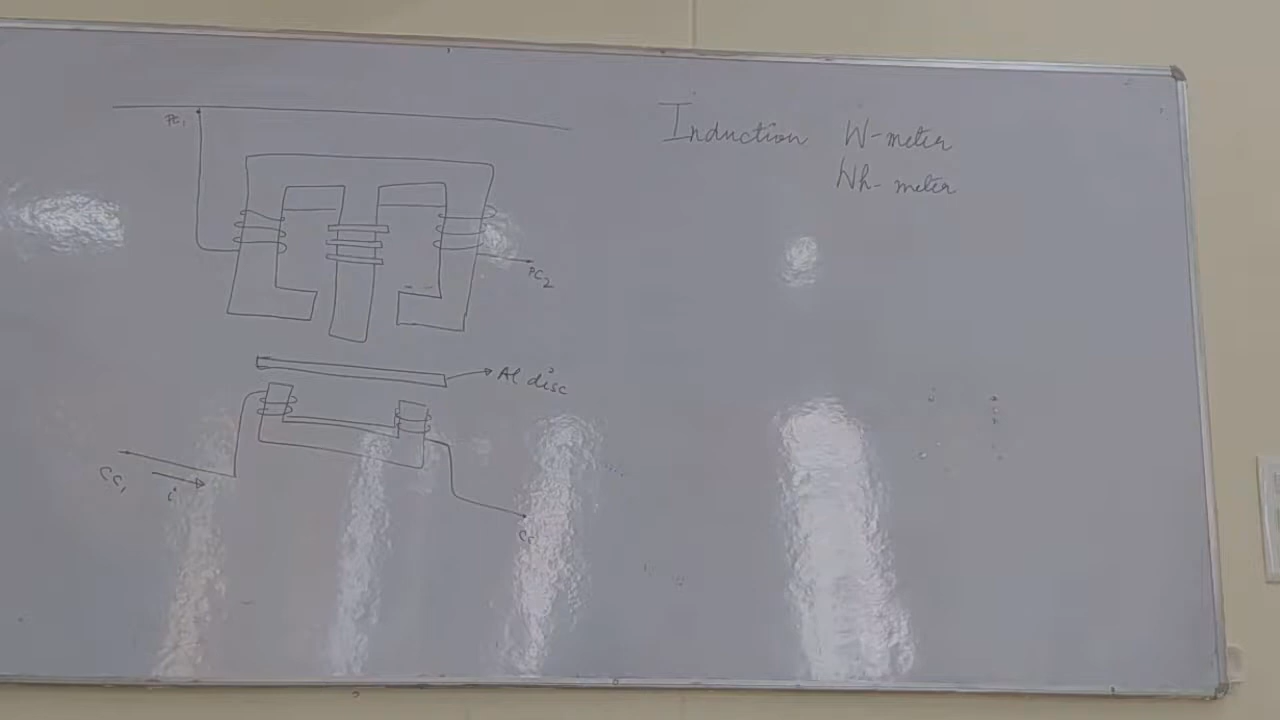 Induction W-meter
Wh-meter
PC₁
PC₂
Al disc
CC₁
i